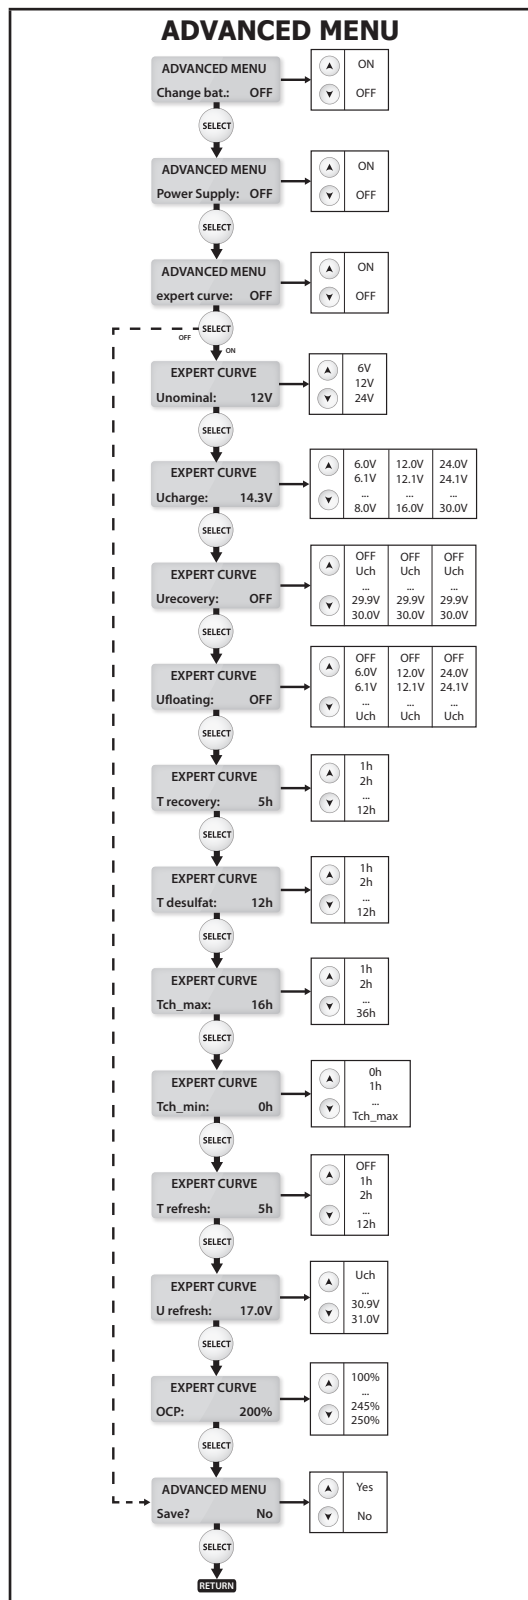 ADVANCED MENU
ADVANCED MENU
Change bat.: OFF
ON
OFF
SELECT
ADVANCED MENU
Power Supply: OFF
ON
OFF
SELECT
ADVANCED MENU
expert curve: OFF
ON
OFF
OFF
SELECT
ON
EXPERT CURVE
Unominal: 12V
6V
12V
24V
SELECT
EXPERT CURVE
Ucharge: 14.3V
6.0V 12.0V 24.0V
6.1V 12.1V 24.1V
... ... ...
8.0V 16.0V 30.0V
SELECT
EXPERT CURVE
Urecovery: OFF
OFF OFF OFF
Uch Uch Uch
... ... ...
29.9V 29.9V 29.9V
30.0V 30.0V 30.0V
SELECT
EXPERT CURVE
Ufloating: OFF
OFF OFF OFF
6.0V 12.0V 24.0V
6.1V 12.1V 24.1V
... ... ...
Uch Uch Uch
SELECT
EXPERT CURVE
T recovery: 5h
1h
2h
...
12h
SELECT
EXPERT CURVE
T desulfat: 12h
1h
2h
...
12h
SELECT
EXPERT CURVE
Tch_max: 16h
1h
2h
...
36h
SELECT
EXPERT CURVE
Tch_min: 0h
0h
1h
...
Tch_max
SELECT
EXPERT CURVE
T refresh: 5h
OFF
1h
2h
...
12h
SELECT
EXPERT CURVE
U refresh: 17.0V
Uch
...
30.9V
31.0V
SELECT
EXPERT CURVE
OCP: 200%
100%
...
245%
250%
SELECT
ADVANCED MENU
Save? No
Yes
No
SELECT
RETURN